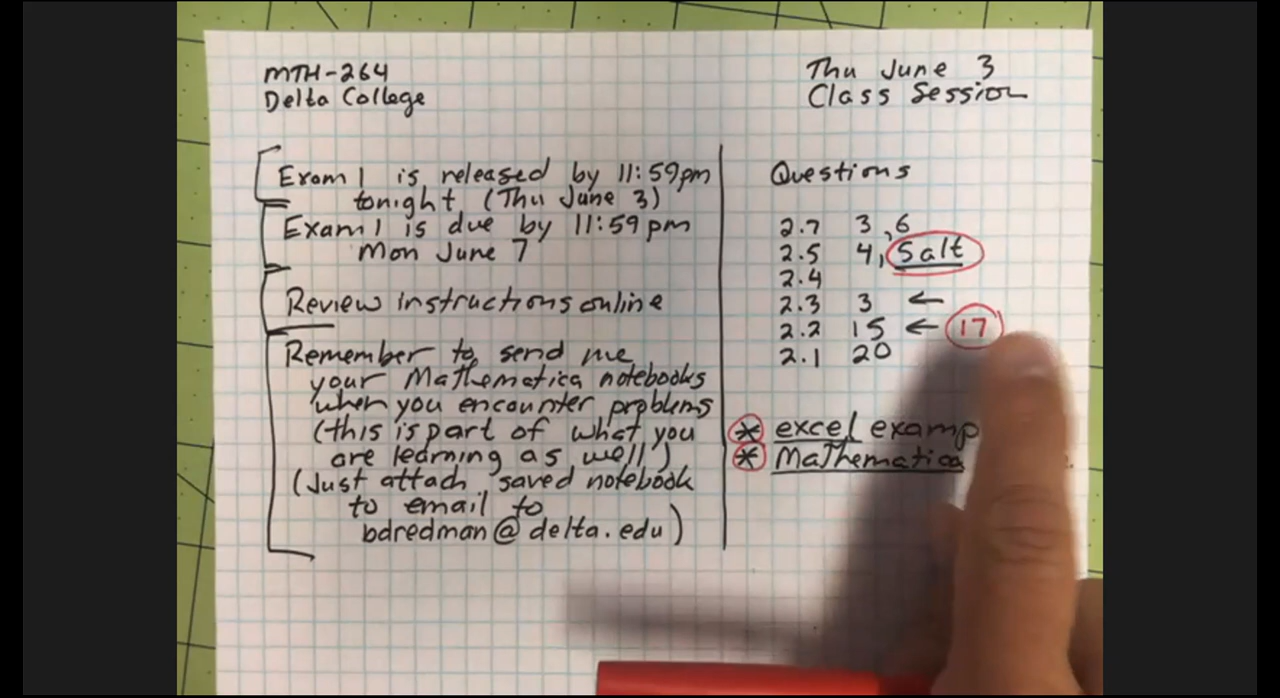 MTH-264
Delta College
Thu June 3
Class Session
Exam 1 is released by 11:59pm
tonight (Thu June 3)
Exam 1 is due by 11:59pm
Mon June 7
Review instructions online
Remember to send me
your Mathematica notebooks
when you encounter problems
(this is part of what you
are learning as well)
(Just attach saved notebook
to email to
bdredman@delta.edu)
Questions
2.7 3, 6
2.5 4, Salt
2.4
2.3 3 ←
2.2 15 ← 17
2.1 20
* excel examp
* Mathematica